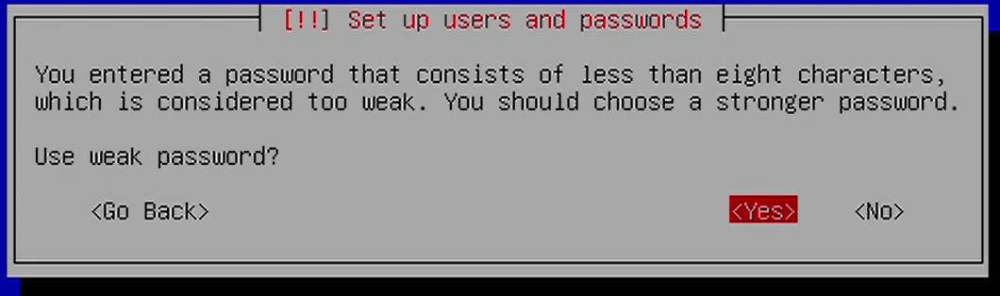 [!!] Set up users and passwords
You entered a password that consists of less than eight characters,
which is considered too weak. You should choose a stronger password.
Use weak password?
<Go Back> <Yes> <No>